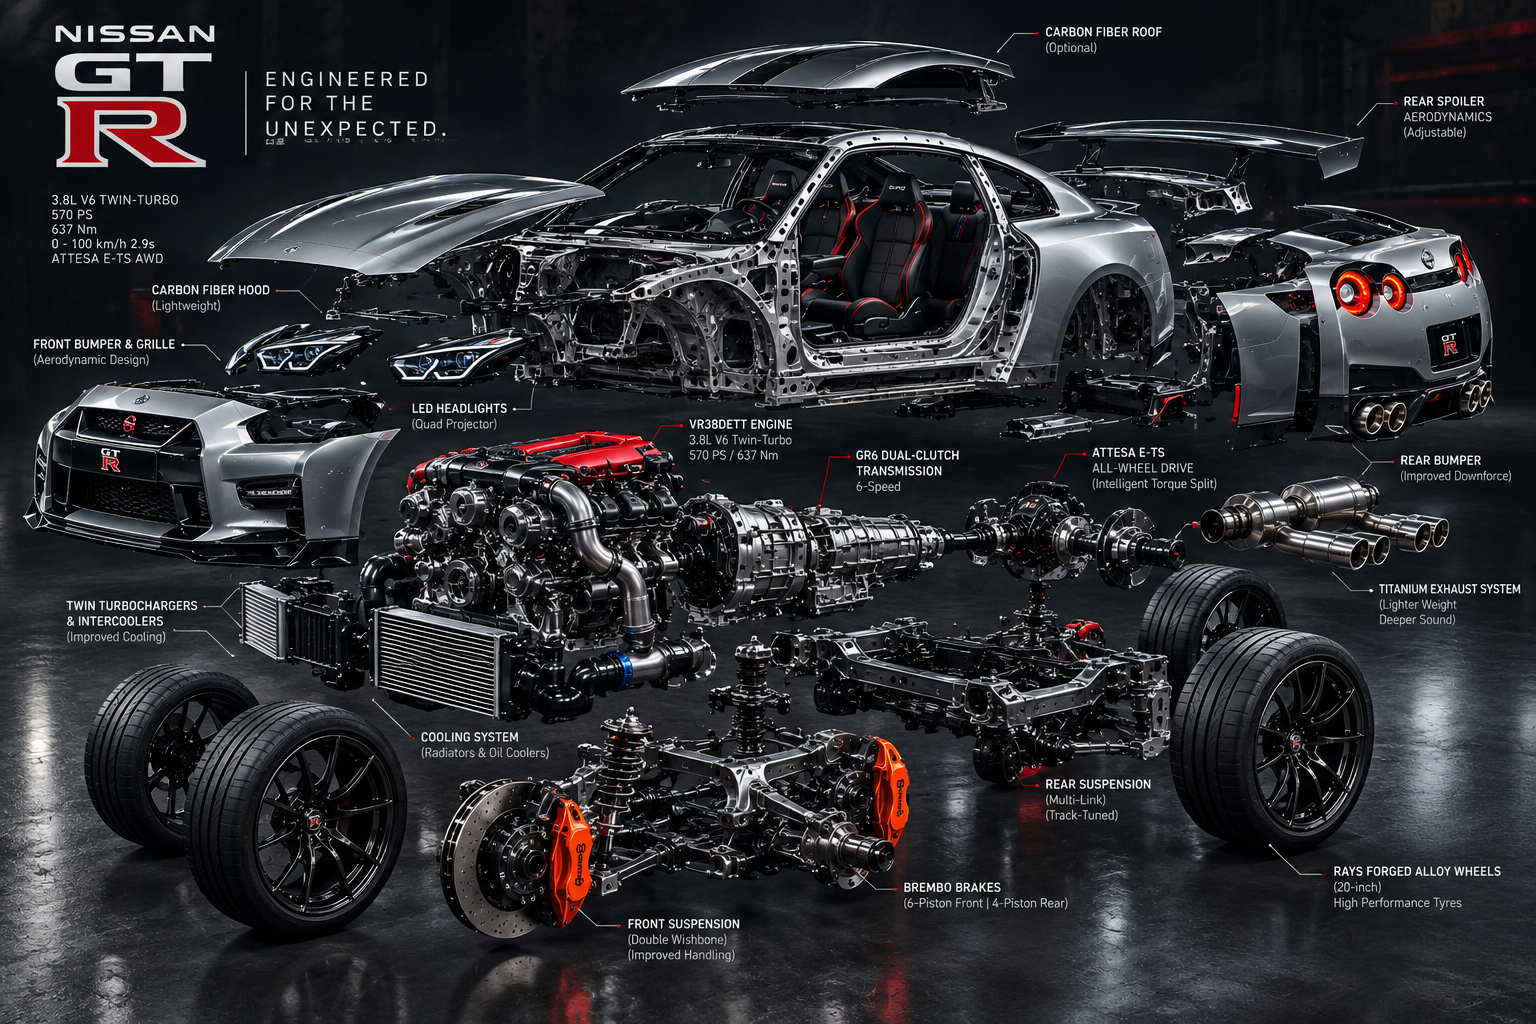 NISSAN
GT
R
ENGINEERED
FOR THE
UNEXPECTED.
3.8L V6 TWIN-TURBO
570 PS
637 Nm
0 - 100 km/h 2.9s
ATTESA E-TS AWD
CARBON FIBER ROOF
(Optional)
REAR SPOILER
AERODYNAMICS
(Adjustable)
CARBON FIBER HOOD
(Lightweight)
FRONT BUMPER & GRILLE
(Aerodynamic Design)
LED HEADLIGHTS
(Quad Projector)
GT
R
GT
R
VR38DETT ENGINE
3.8L V6 Twin-Turbo
570 PS / 637 Nm
GR6 DUAL-CLUTCH
TRANSMISSION
6-Speed
ATTESA E-TS
ALL-WHEEL DRIVE
(Intelligent Torque Split)
REAR BUMPER
(Improved Downforce)
TITANIUM EXHAUST SYSTEM
(Lighter Weight
Deeper Sound)
TWIN TURBOCHARGERS
& INTERCOOLERS
(Improved Cooling)
COOLING SYSTEM
(Radiators & Oil Coolers)
REAR SUSPENSION
(Multi-Link)
(Track-Tuned)
BREMBO BRAKES
(6-Piston Front | 4-Piston Rear)
FRONT SUSPENSION
(Double Wishbone)
(Improved Handling)
RAYS FORGED ALLOY WHEELS
(20-inch)
High Performance Tyres